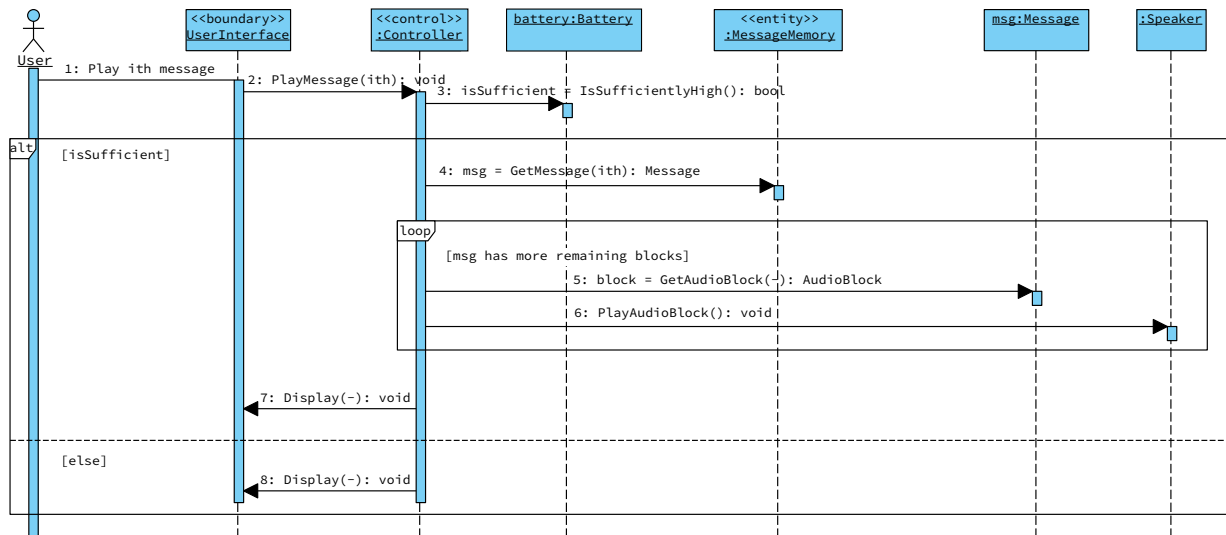 <<boundary>>
UserInterface
<<control>>
:Controller
battery:Battery
<<entity>>
:MessageMemory
msg:Message
:Speaker
User
1: Play ith message
2: PlayMessage(ith): void
3: isSufficient = IsSufficientlyHigh(): bool
alt
[isSufficient]
4: msg = GetMessage(ith): Message
loop
[msg has more remaining blocks]
5: block = GetAudioBlock(-): AudioBlock
6: PlayAudioBlock(): void
7: Display(-): void
[else]
8: Display(-): void